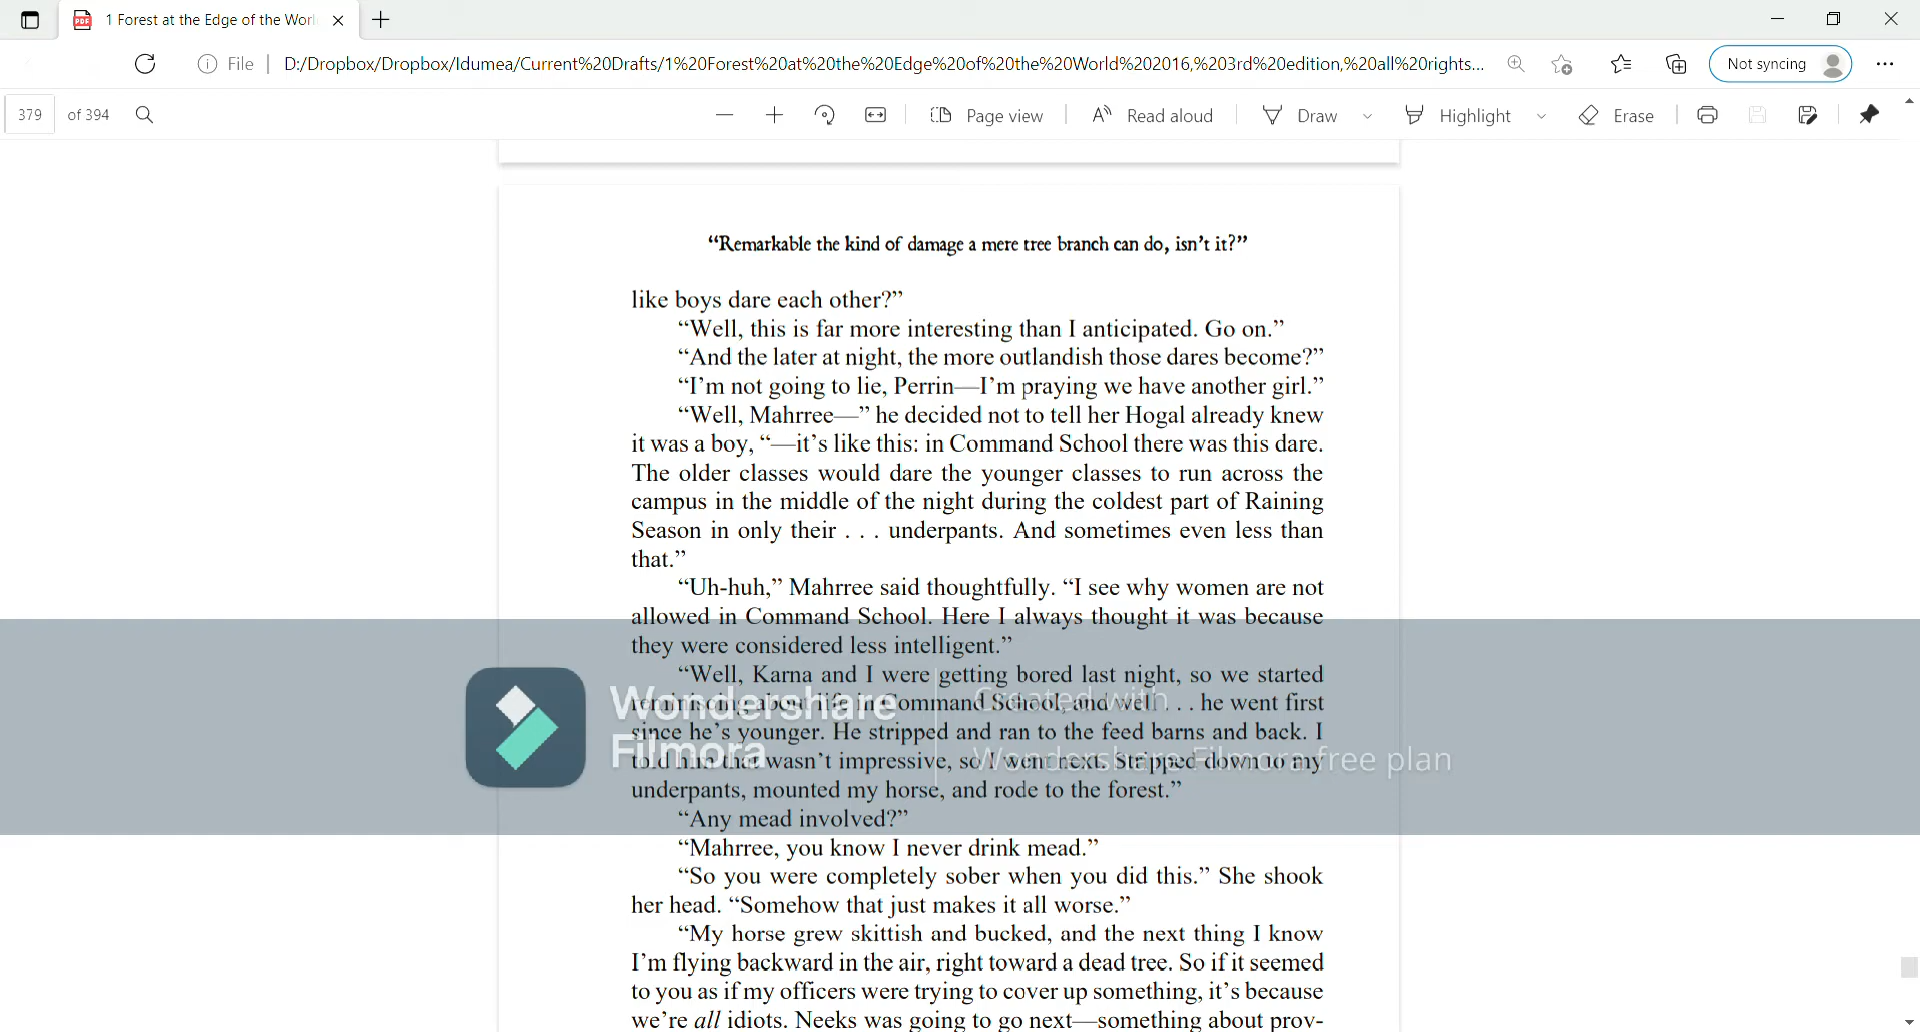 1 Forest at the Edge of the Worl
File
D:/Dropbox/Dropbox/Idumea/Current%20Drafts/1%20Forest%20at%20the%20Edge%20of%20the%20World%202016,%203rd%20edition,%20all%20rights...
Not syncing
379 of 394
Page view
Read aloud
Draw
Highlight
Erase
“Remarkable the kind of damage a mere tree branch can do, isn’t it?”
like boys dare each other?”
“Well, this is far more interesting than I anticipated. Go on.”
“And the later at night, the more outlandish those dares become?”
“I’m not going to lie, Perrin—I’m praying we have another girl.”
“Well, Mahrree—” he decided not to tell her Hogal already knew
it was a boy, “—it’s like this: in Command School there was this dare.
The older classes would dare the younger classes to run across the
campus in the middle of the night during the coldest part of Raining
Season in only their . . . underpants. And sometimes even less than
that.”
“Uh-huh,” Mahrree said thoughtfully. “I see why women are not
allowed in Command School. Here I always thought it was because
they were considered less intelligent.”
“Well, Karna and I were getting bored last night, so we started
reminiscing about life in Command School, and well . . . he went first
since he’s younger. He stripped and ran to the feed barns and back. I
told him that wasn’t impressive, so I went next. Stripped down to my
underpants, mounted my horse, and rode to the forest.”
“Any mead involved?”
“Mahrree, you know I never drink mead.”
“So you were completely sober when you did this.” She shook
her head. “Somehow that just makes it all worse.”
“My horse grew skittish and bucked, and the next thing I know
I’m flying backward in the air, right toward a dead tree. So if it seemed
to you as if my officers were trying to cover up something, it’s because
we’re all idiots. Neeks was going to go next—something about prov-
Wondershare
Filmora
Created with
Wondershare Filmora free plan